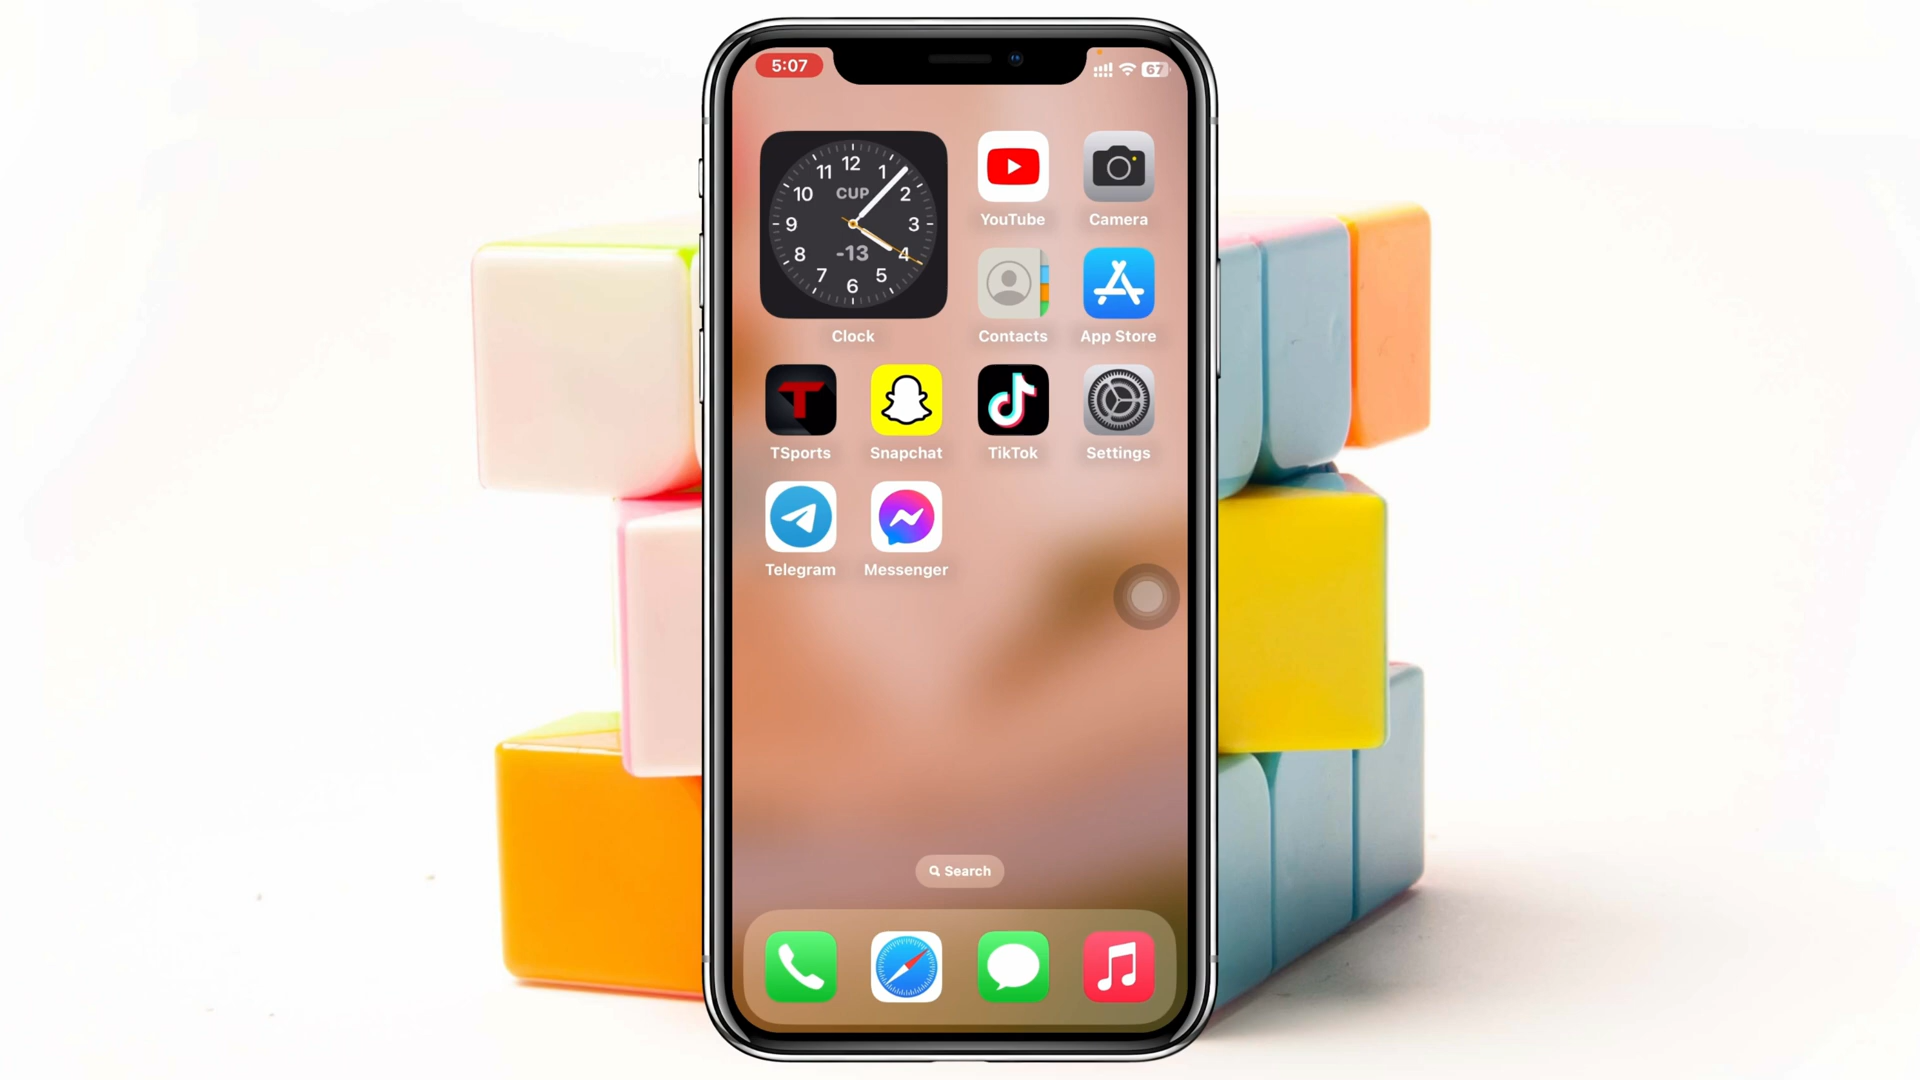 5:07
67
12
11 1
CUP
10 2
9 3
-13
8 4
7 5
6
Clock
YouTube Camera
Contacts App Store
TSports Snapchat TikTok Settings
Telegram Messenger
Search